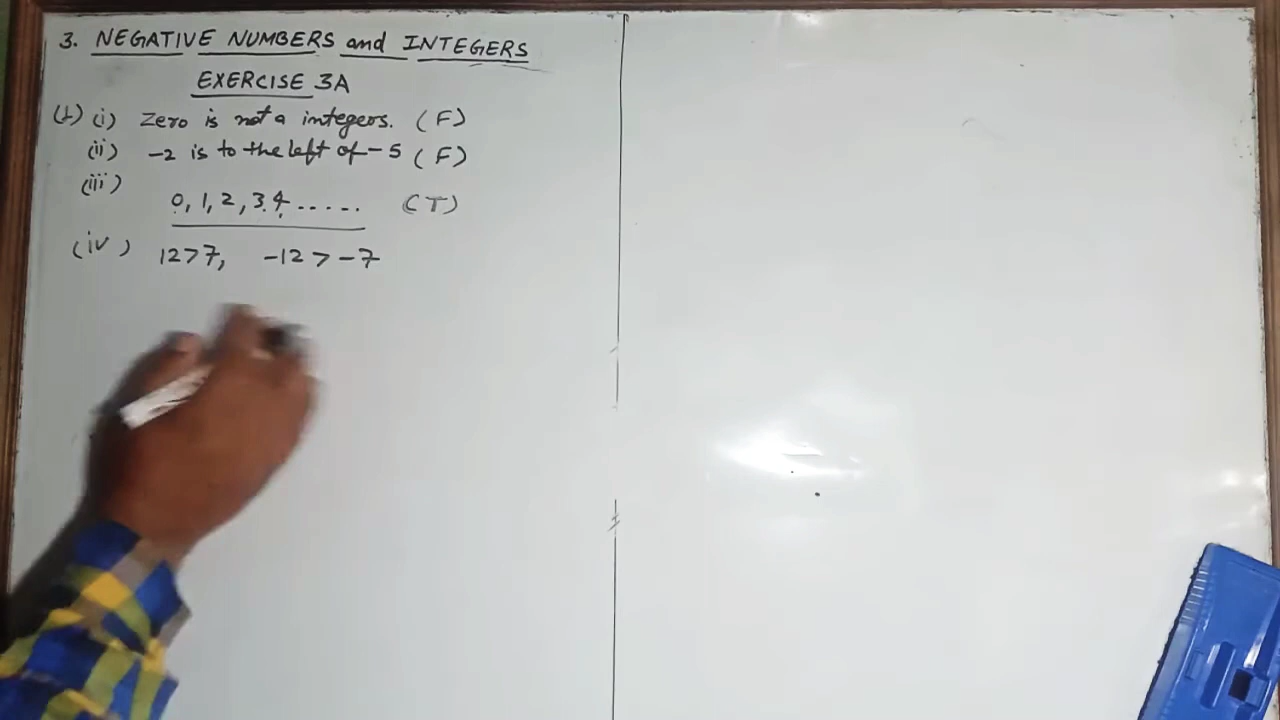 3. NEGATIVE NUMBERS and INTEGERS
EXERCISE 3A
(1) (i) Zero is not a integers. (F)
(ii) -2 is to the left of -5 (F)
(iii)
0, 1, 2, 3.4...... (T)
(iv) 12>7, -12 > -7